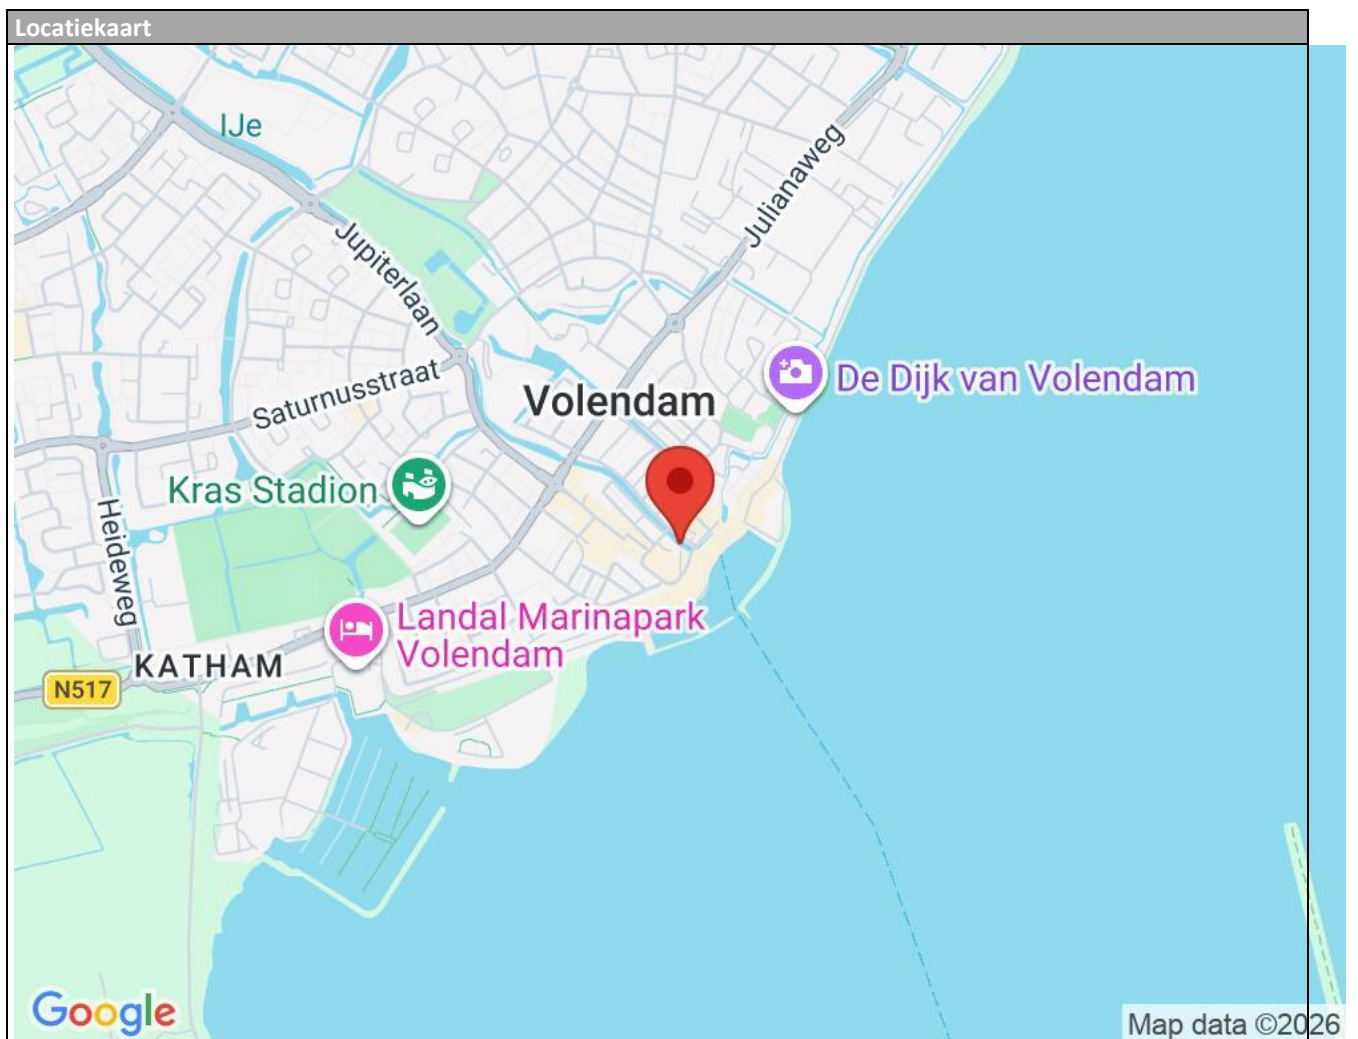 Locatiekaart
IJe
Julianaweg
Jupiterlaan
De Dijk van Volendam
Saturnusstraat
Volendam
Kras Stadion
Heideweg
Landal Marinapark
Volendam
KATHAM
N517
Google
Map data ©2026